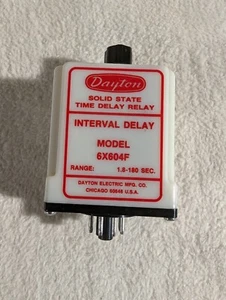 Dayton
SOLID STATE
TIME DELAY RELAY
INTERVAL DELAY
MODEL
6X604F
RANGE: 1.8-180 SEC.
DAYTON ELECTRIC MFG. CO.
CHICAGO 60648 U.S.A.